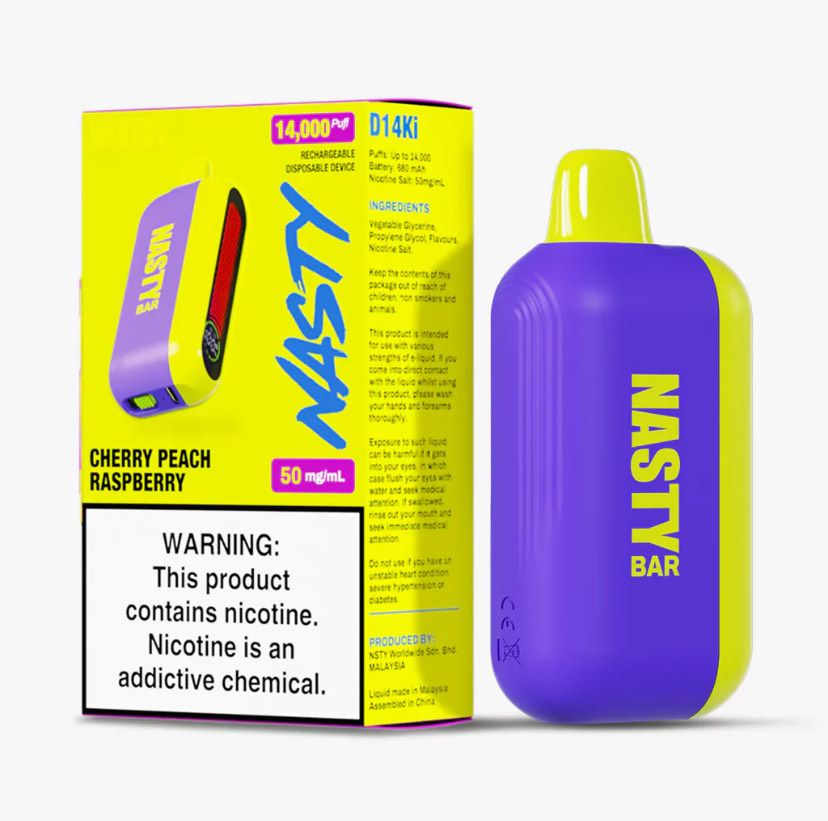 14,000 Puff
RECHARGEABLE
DISPOSABLE DEVICE
NASTY
BAR
NASTY
CHERRY PEACH
RASPBERRY
50 mg/mL
WARNING:
This product
contains nicotine.
Nicotine is an
addictive chemical.
D14Ki
Puffs: Up to 14,000
Battery: 680 mAh
Nicotine Salt: 50mg/mL
INGREDIENTS
Vegetable Glycerine,
Propylene Glycol, Flavours,
Nicotine Salt.
Keep the contents of this
package out of reach of
children, non smokers and
animals.
This product is intended
for use with various
strengths of e-liquid. If you
come into direct contact
with the liquid whilst using
this product, please wash
your hands and forearms
thoroughly.
Exposure to such liquid
can be harmful if it gets
into your eyes, in which
case flush your eyes with
water and seek medical
attention. If swallowed,
rinse out your mouth and
seek immediate medical
attention.
Do not use if you have an
unstable heart condition
severe hypertension or
diabetes.
PRODUCED BY:
NSTY Worldwide Sdn. Bhd.
MALAYSIA
Liquid made in Malaysia
Assembled in China
NASTY
BAR
CE